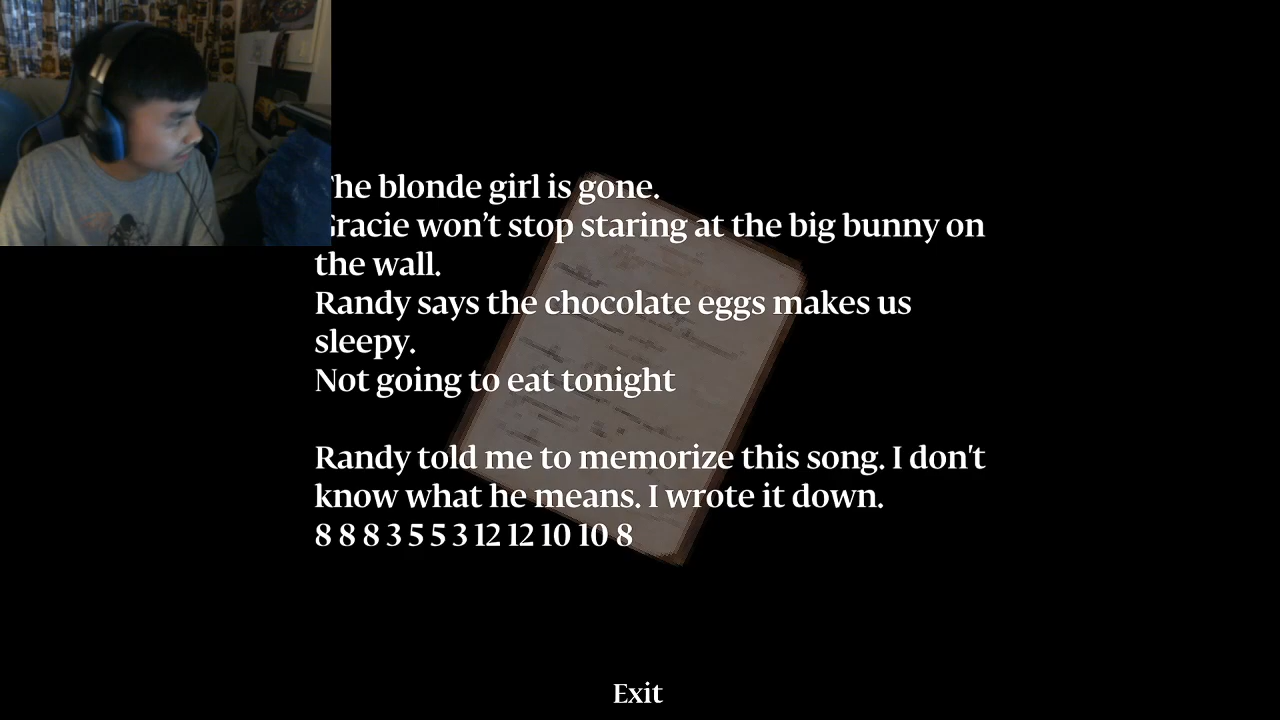 The blonde girl is gone.
Gracie won’t stop staring at the big bunny on
the wall.
Randy says the chocolate eggs makes us
sleepy.
Not going to eat tonight
Randy told me to memorize this song. I don't
know what he means. I wrote it down.
8 8 8 3 5 5 3 12 12 10 10 8
Exit